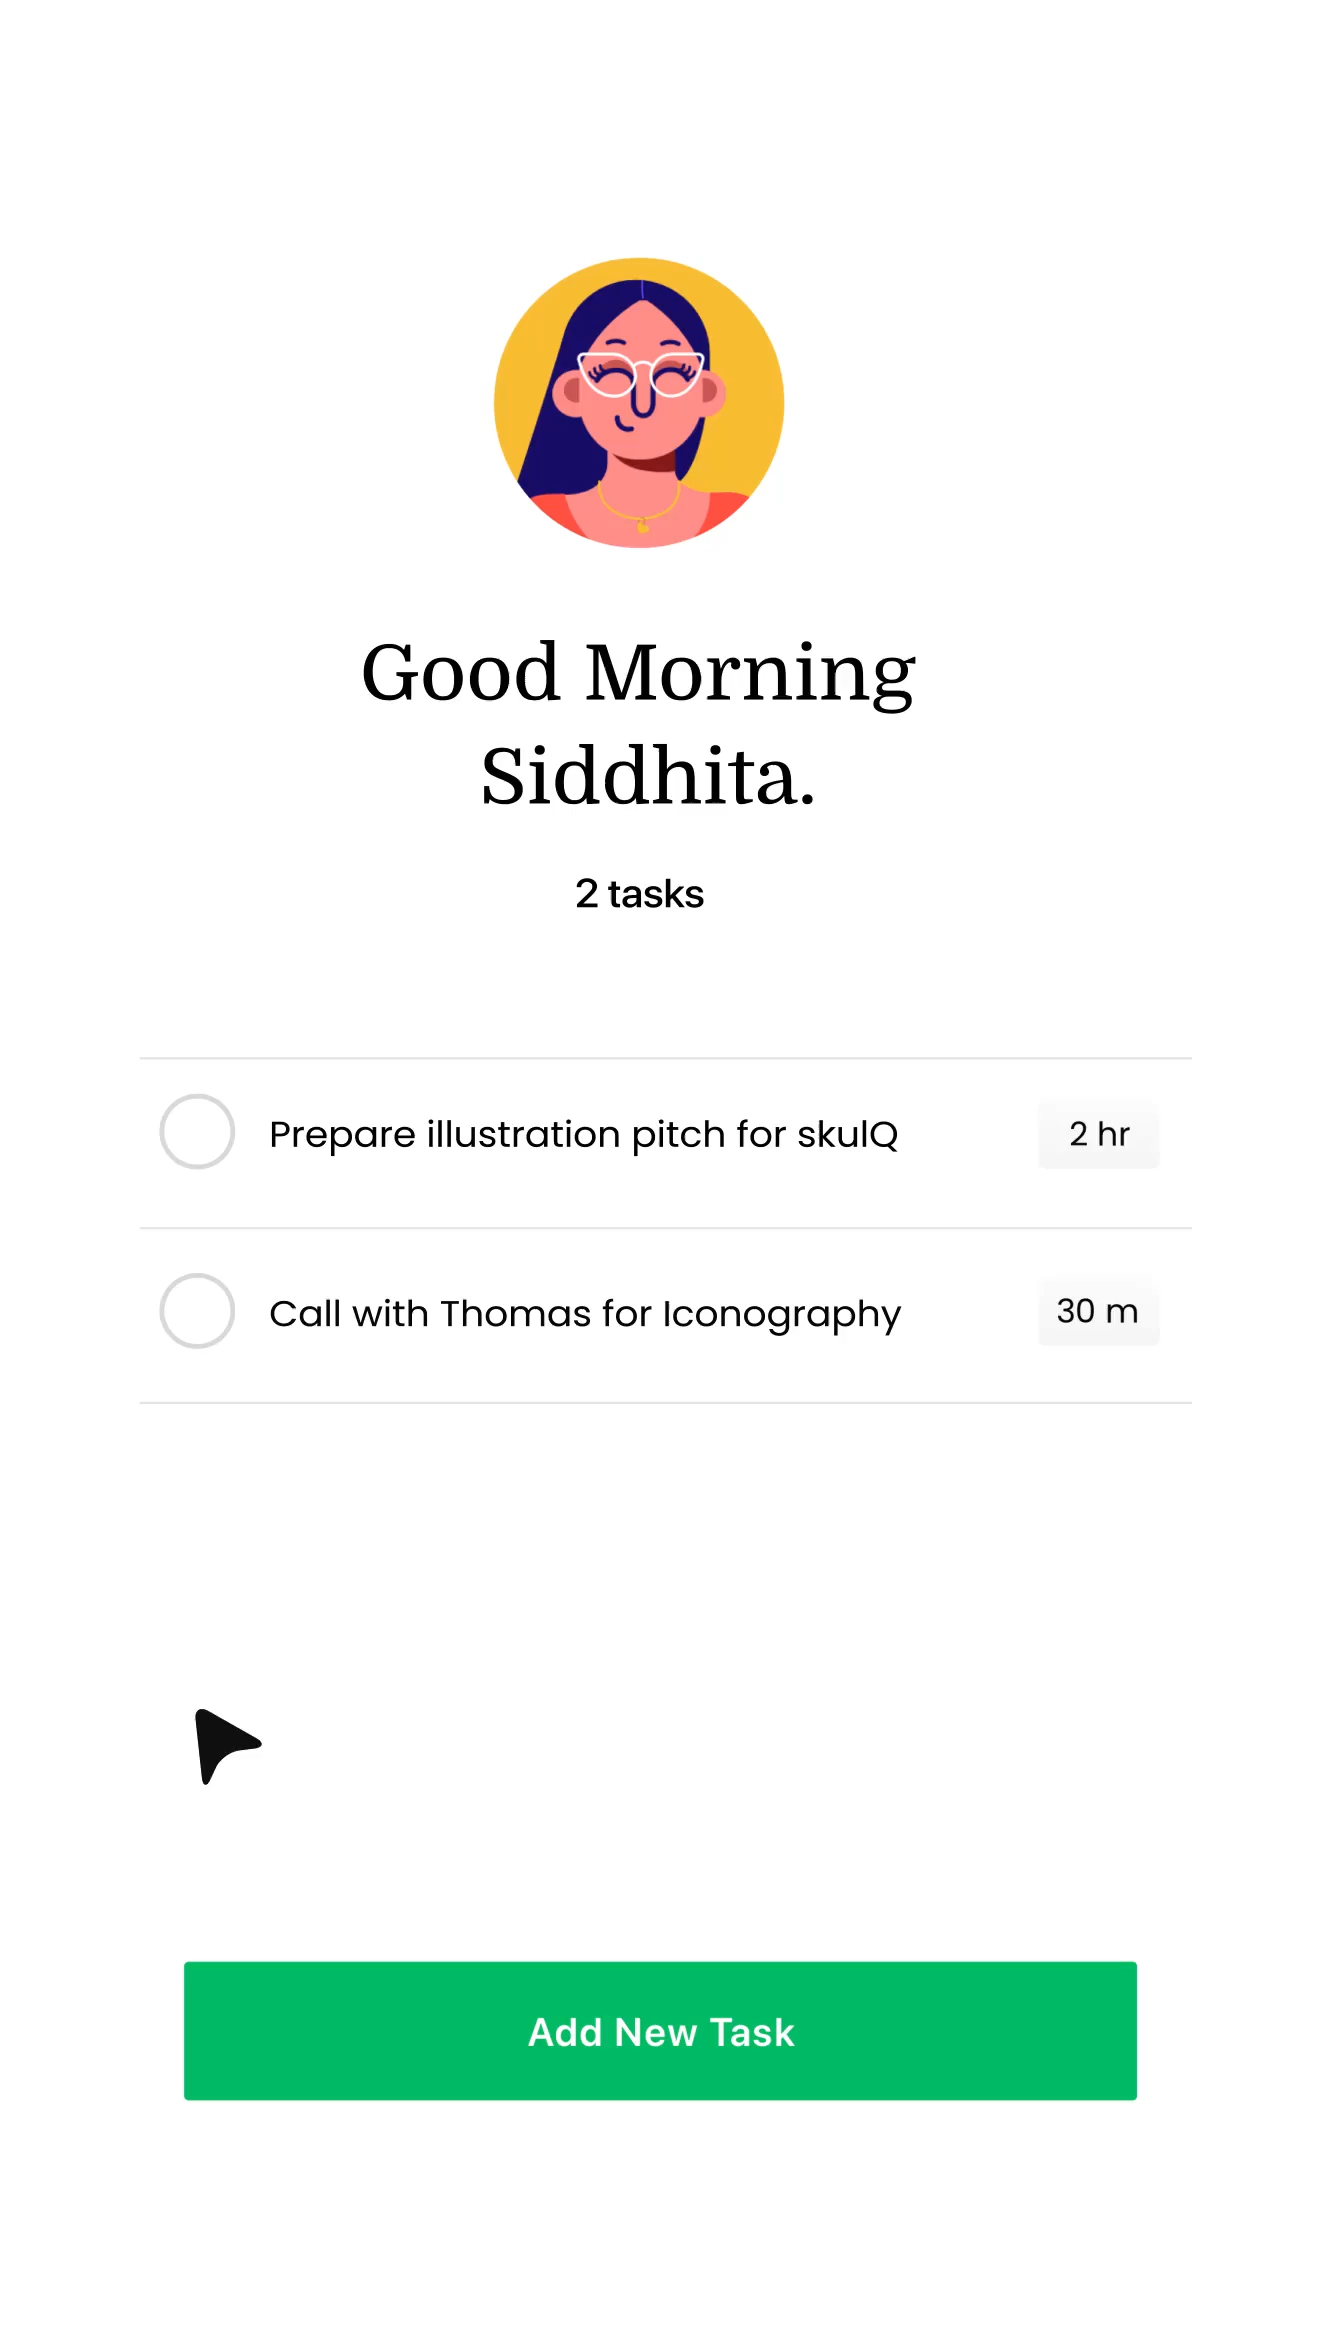 Good Morning
Siddhita.
2 tasks
Prepare illustration pitch for skulQ
2 hr
Call with Thomas for Iconography
30 m
Add New Task